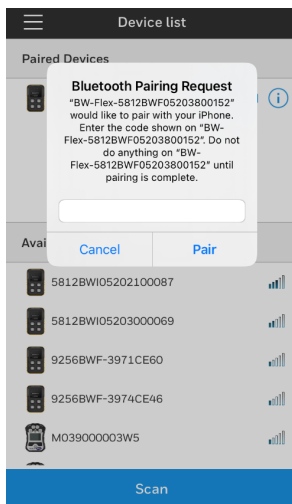 Device list
Paired Devices
Bluetooth Pairing Request
"BW-Flex-5812BWF05203800152"
would like to pair with your iPhone.
Enter the code shown on "BW-
Flex-5812BWF05203800152". Do not
do anything on "BW-
Flex-5812BWF05203800152" until
pairing is complete.
Cancel
Pair
Avai
5812BWI05202100087
5812BWI05203000069
9256BWF-3971CE60
9256BWF-3974CE46
M039000003W5
Scan